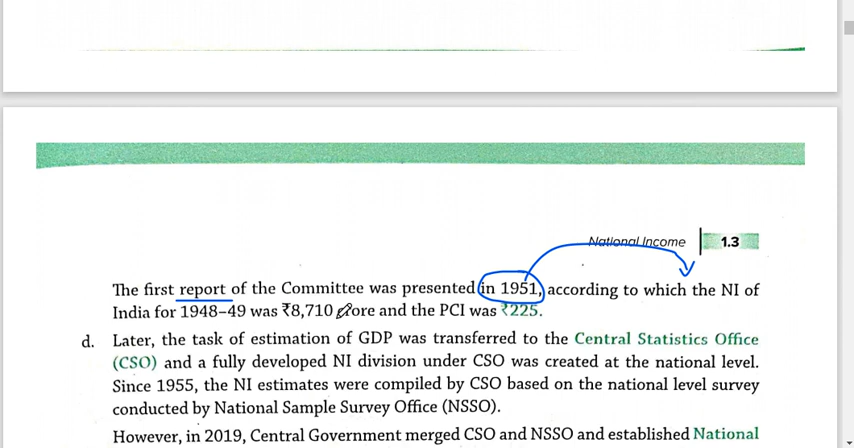 National Income 1.3
The first report of the Committee was presented in 1951, according to which the NI of
India for 1948–49 was ₹8,710 crore and the PCI was ₹225.
d. Later, the task of estimation of GDP was transferred to the Central Statistics Office
(CSO) and a fully developed NI division under CSO was created at the national level.
Since 1955, the NI estimates were compiled by CSO based on the national level survey
conducted by National Sample Survey Office (NSSO).
However, in 2019, Central Government merged CSO and NSSO and established National